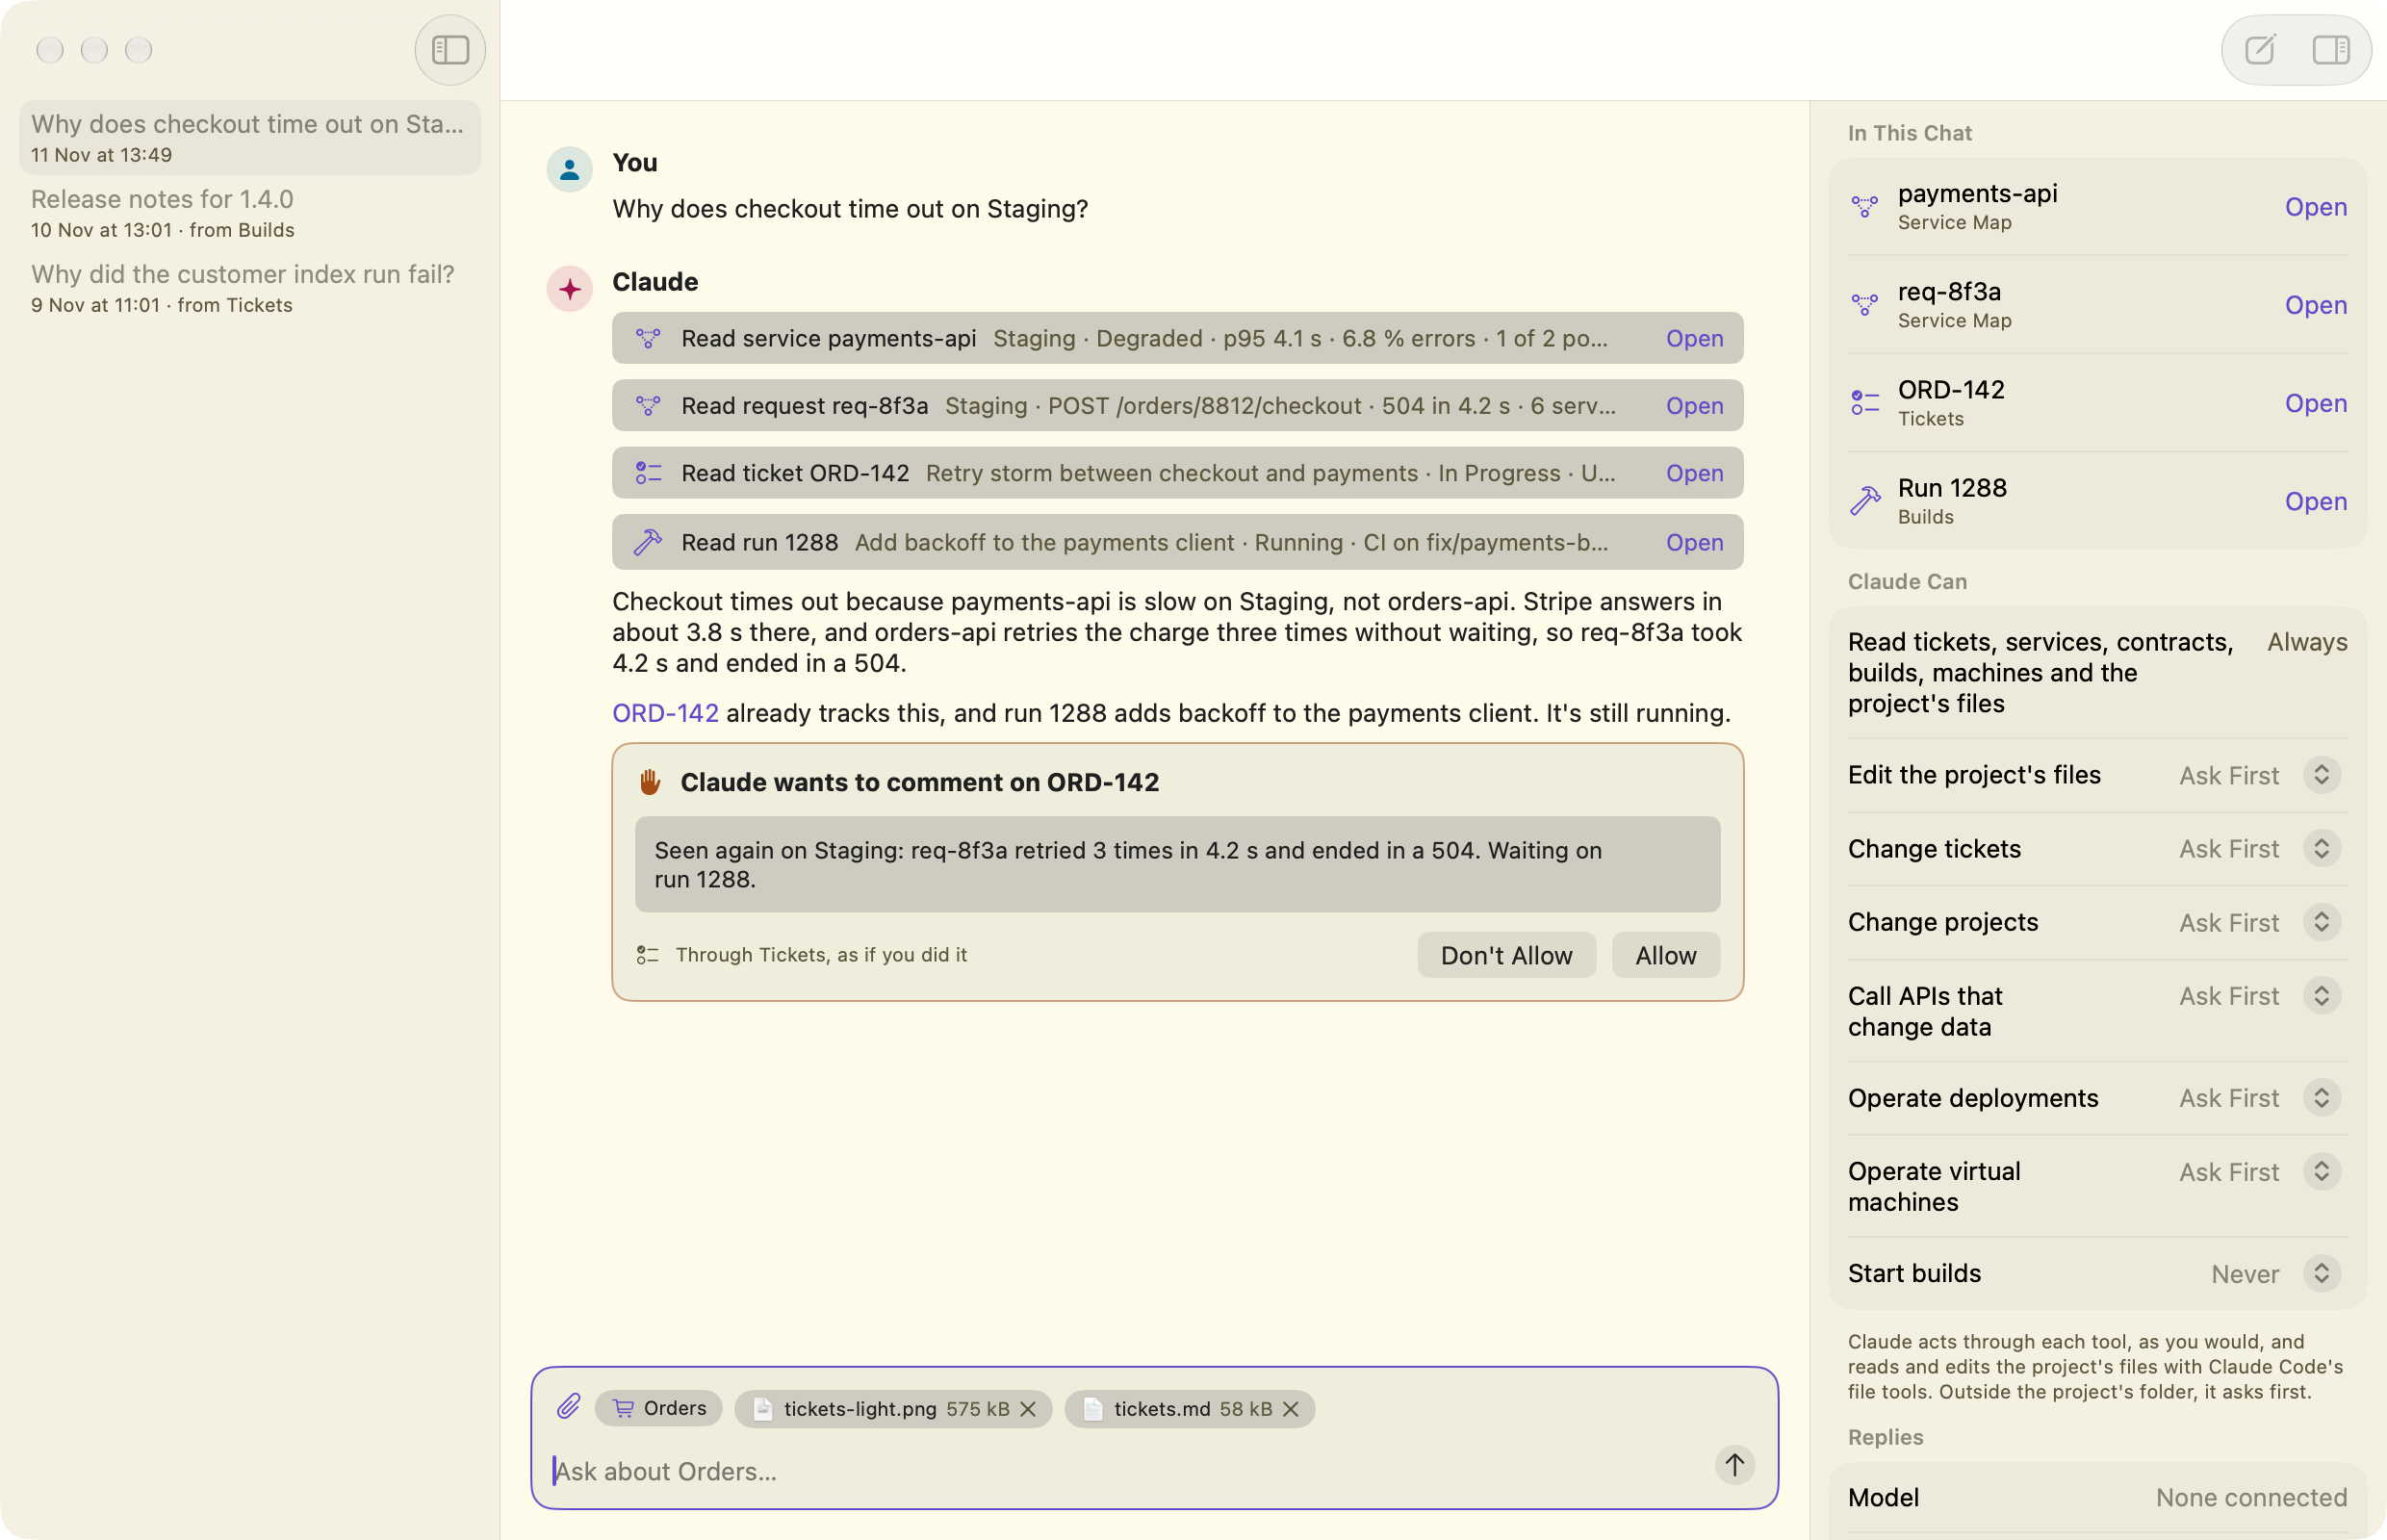 Why does checkout time out on Sta...
11 Nov at 13:49
Release notes for 1.4.0
10 Nov at 13:01 · from Builds
Why did the customer index run fail?
9 Nov at 11:01 · from Tickets
You
Why does checkout time out on Staging?
Claude
Read service payments-api Staging · Degraded · p95 4.1 s · 6.8 % errors · 1 of 2 po... Open
Read request req-8f3a Staging · POST /orders/8812/checkout · 504 in 4.2 s · 6 serv... Open
Read ticket ORD-142 Retry storm between checkout and payments · In Progress · U... Open
Read run 1288 Add backoff to the payments client · Running · CI on fix/payments-b... Open
Checkout times out because payments-api is slow on Staging, not orders-api. Stripe answers in
about 3.8 s there, and orders-api retries the charge three times without waiting, so req-8f3a took
4.2 s and ended in a 504.
ORD-142 already tracks this, and run 1288 adds backoff to the payments client. It's still running.
Claude wants to comment on ORD-142
Seen again on Staging: req-8f3a retried 3 times in 4.2 s and ended in a 504. Waiting on
run 1288.
Through Tickets, as if you did it
Don't Allow
Allow
Orders
tickets-light.png 575 kB
tickets.md 58 kB
Ask about Orders...
In This Chat
payments-api
Service Map
Open
req-8f3a
Service Map
Open
ORD-142
Tickets
Open
Run 1288
Builds
Open
Claude Can
Read tickets, services, contracts,
builds, machines and the
project's files
Always
Edit the project's files Ask First
Change tickets Ask First
Change projects Ask First
Call APIs that
change data
Ask First
Operate deployments Ask First
Operate virtual
machines
Ask First
Start builds Never
Claude acts through each tool, as you would, and
reads and edits the project's files with Claude Code's
file tools. Outside the project's folder, it asks first.
Replies
Model None connected